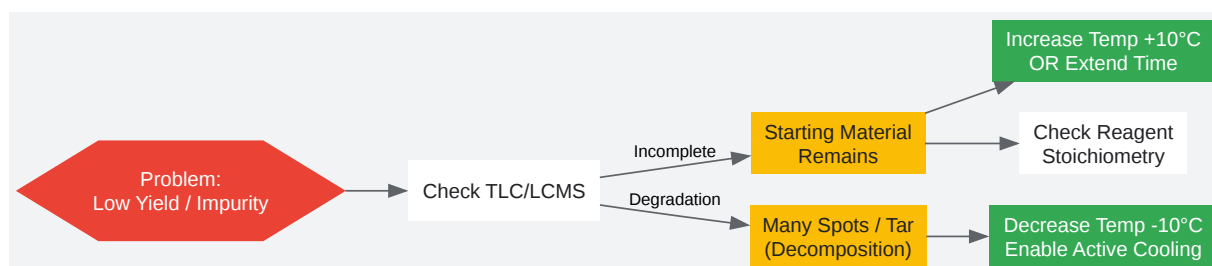 Problem:
Low Yield / Impurity
Check TLC/LCMS
Incomplete
Degradation
Starting Material
Remains
Many Spots / Tar
(Decomposition)
Increase Temp +10°C
OR Extend Time
Check Reagent
Stoichiometry
Decrease Temp -10°C
Enable Active Cooling